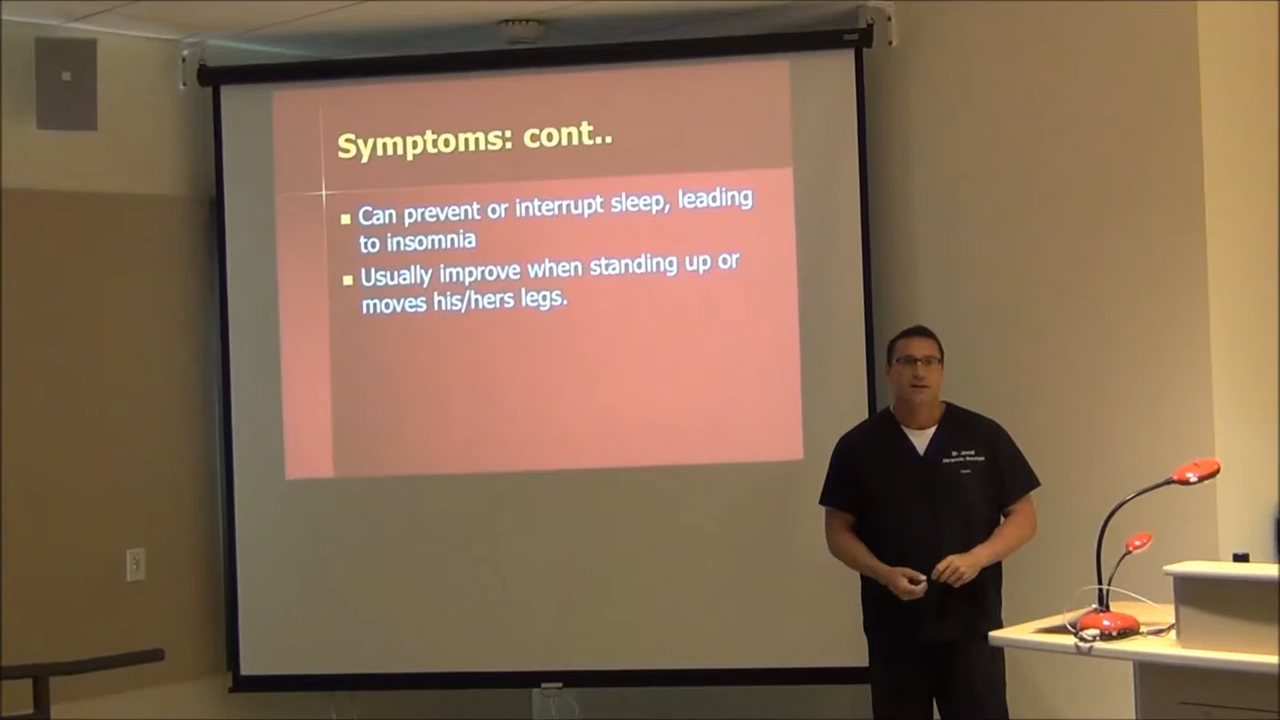 Symptoms: cont..
Can prevent or interrupt sleep, leading
to insomnia
Usually improve when standing up or
moves his/hers legs.
Dr.